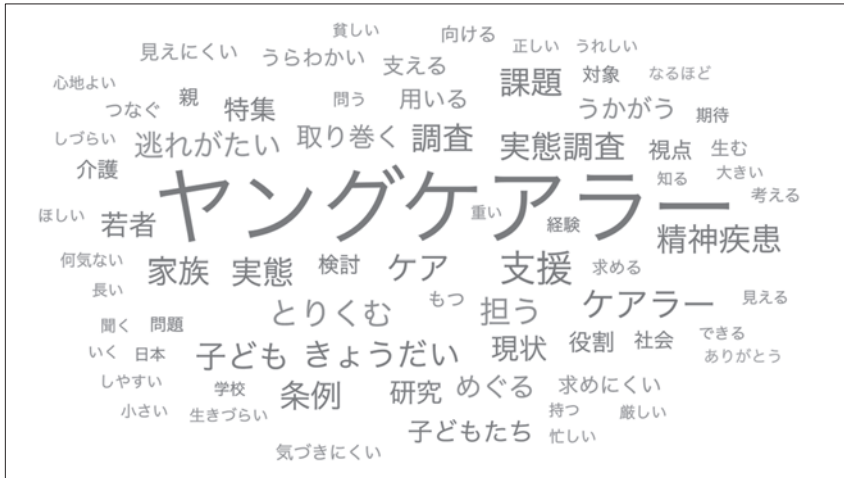 貧しい 向ける
見えにくい うらわかい 支える 正しい うれしい
心地よい 課題 対象 なるほど
つなぐ 親 特集 問う 用いる うかがう 期待
しづらい 逃れがたい 取り巻く 調査 実態調査 視点 生む
介護 知る 大きい
ヤングケアラー 考える
ほしい 若者 重い 経験 精神疾患
何気ない 家族 実態 検討 ケア 支援 求める
長い とりくむ もつ 担う ケアラー 見える
聞く 問題 現状 役割 社会 できる
いく 日本 子ども きょうだい ありがとう
しやすい 学校 条例 研究 めぐる 求めにくい
小さい 生きづらい 持つ 厳しい
子どもたち 忙しい
気づきにくい